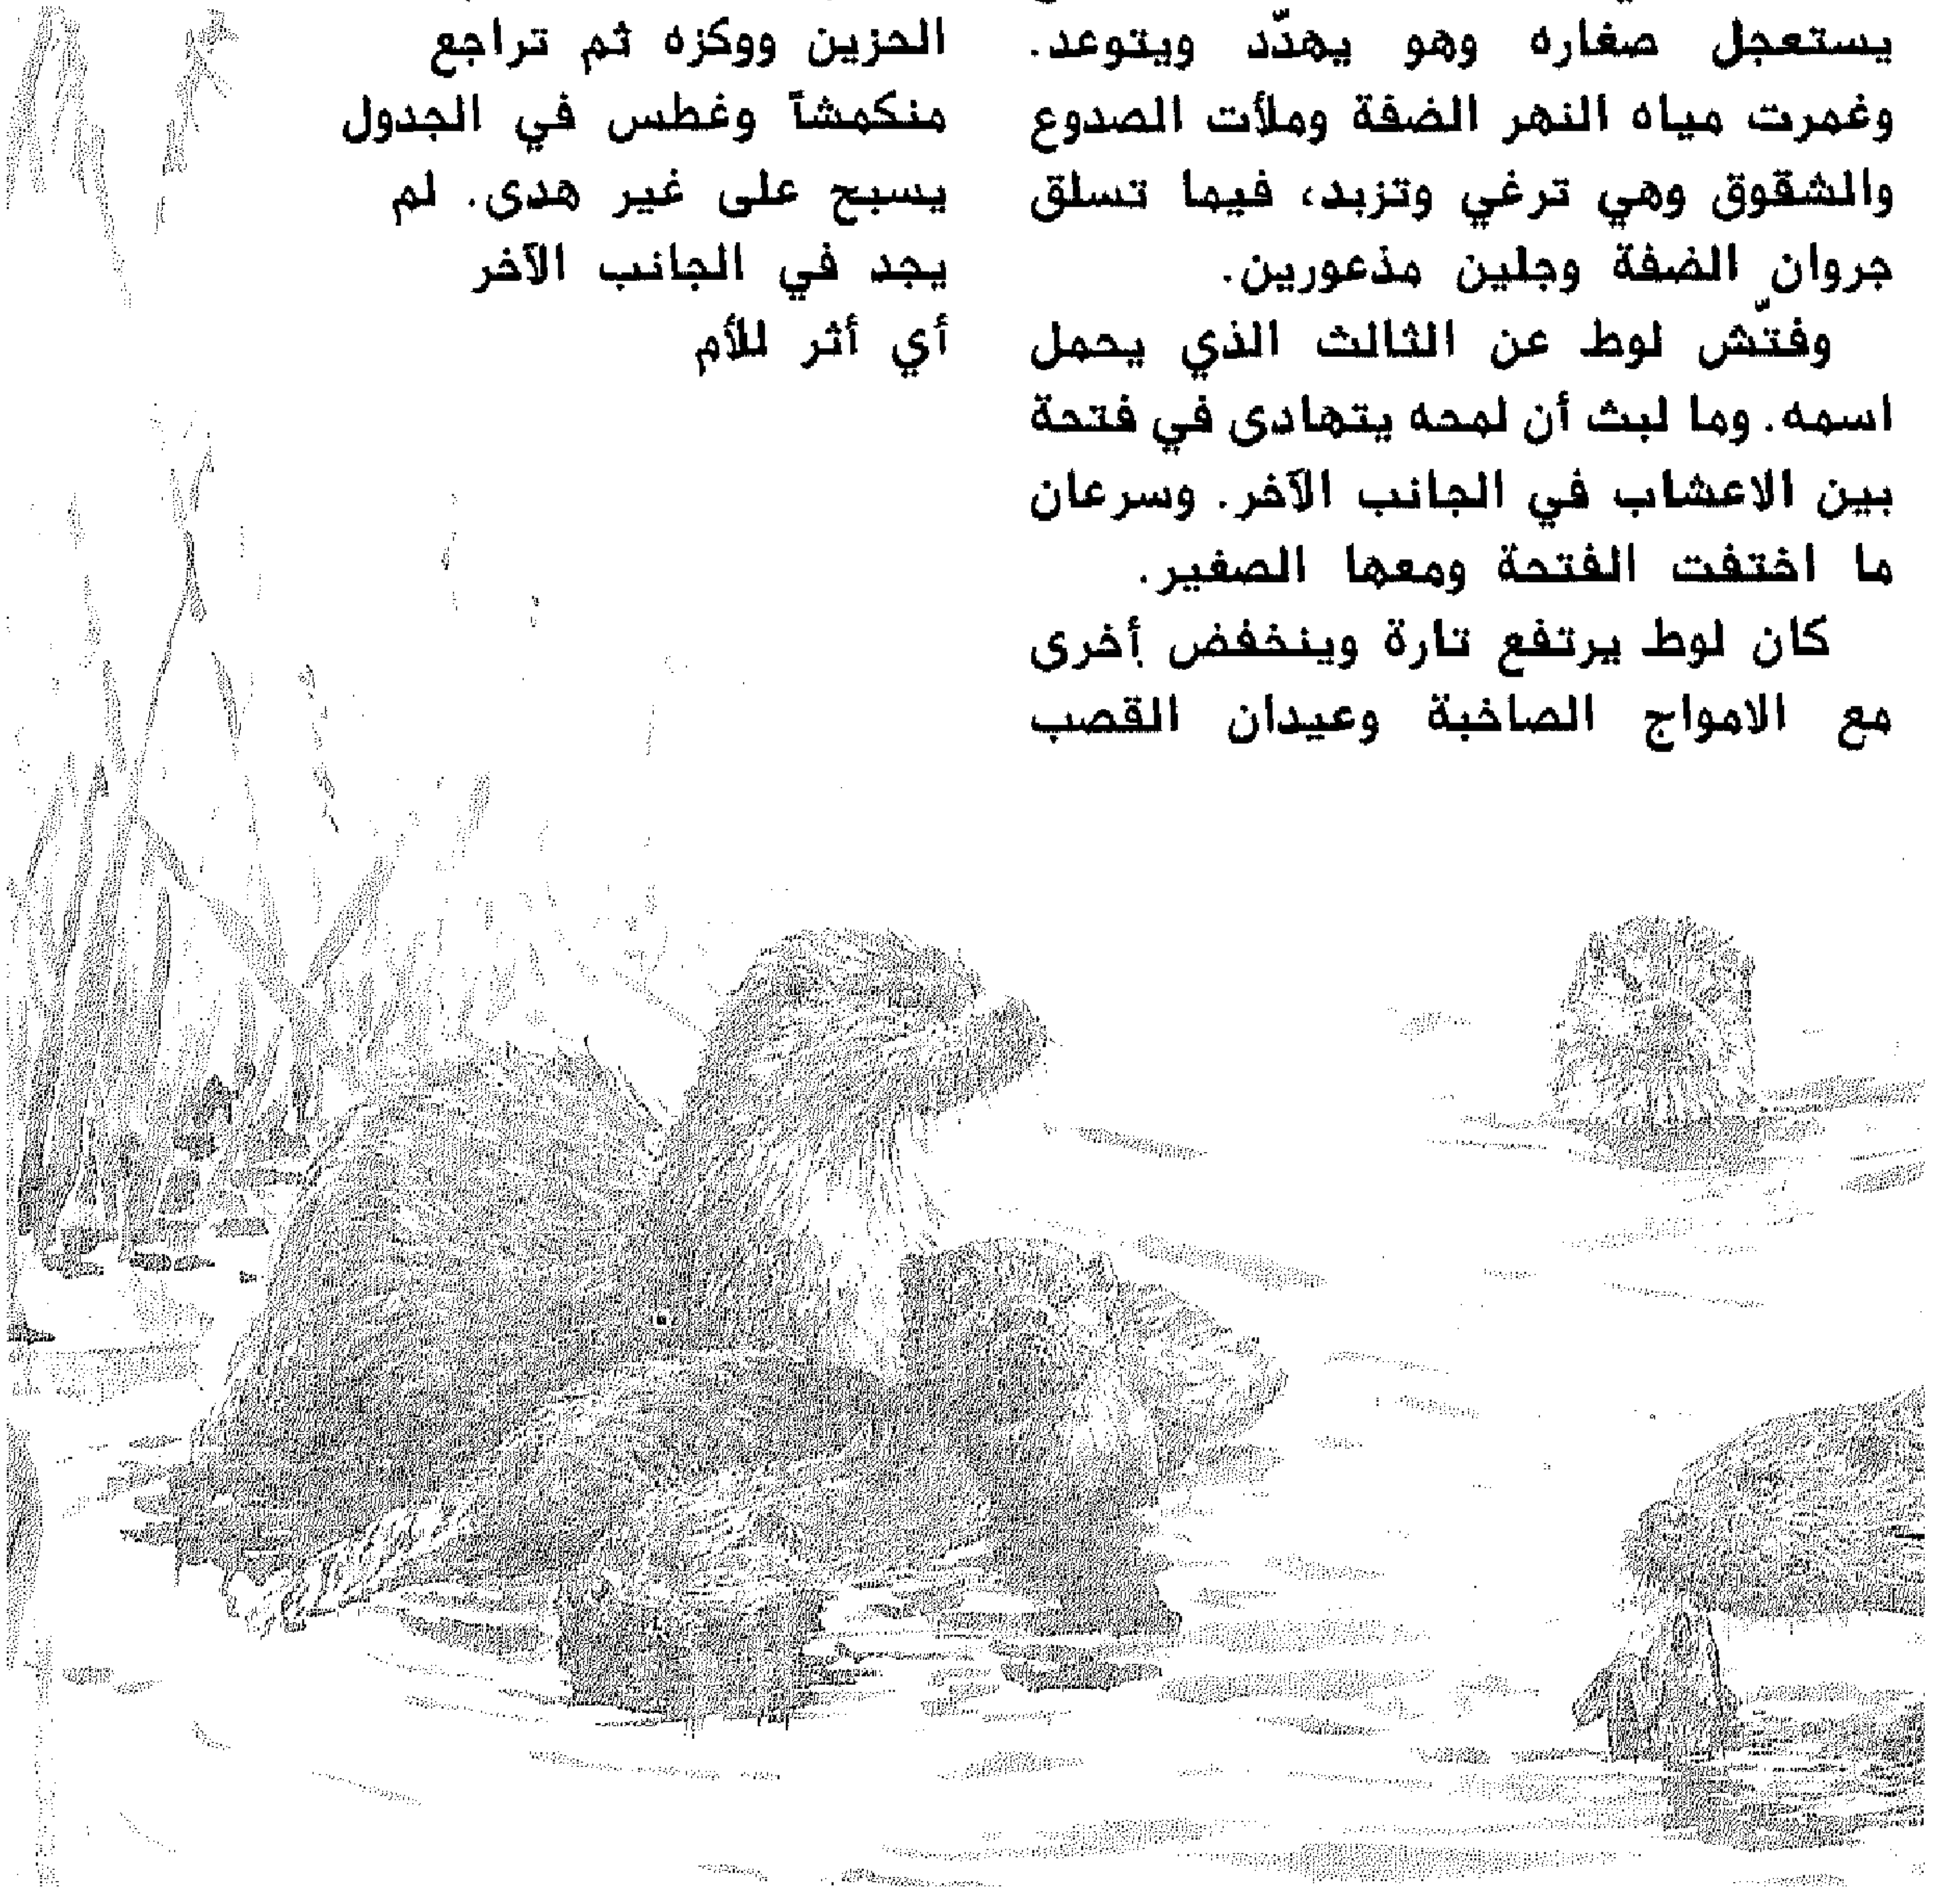 يستعجل صغاره وهو يهدّد ويتوعد.
وغمرت مياه النهر الضفة وملأت الصدوع
والشقوق وهي ترغي وتزبد، فيما تسلق
جروان الضفة وجلين مذعورين.
وفتّش لوط عن الثالث الذي يحمل
اسمه. وما لبث أن لمحه يتهادى في فتحة
بين الاعشاب في الجانب الآخر. وسرعان
ما اختفت الفتحة ومعها الصغير.
كان لوط يرتفع تارة وينخفض أخرى
مع الامواج الصاخبة وعيدان القصب
الحزين ووكزه ثم تراجع
منكمشاً وغطس في الجدول
يسبح على غير هدى. لم
يجد في الجانب الآخر
أي أثر للأم